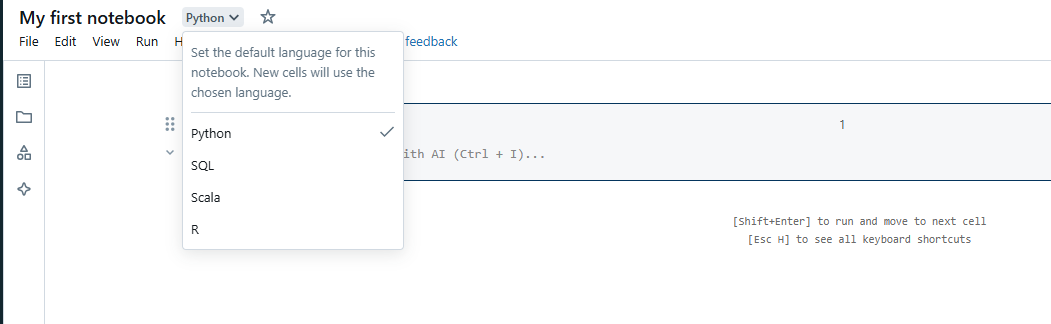 My first notebook Python
File Edit View Run H feedback
Set the default language for this
notebook. New cells will use the
chosen language.
Python
SQL
Scala
R
1
ith AI (Ctrl + I)...
[Shift+Enter] to run and move to next cell
[Esc H] to see all keyboard shortcuts